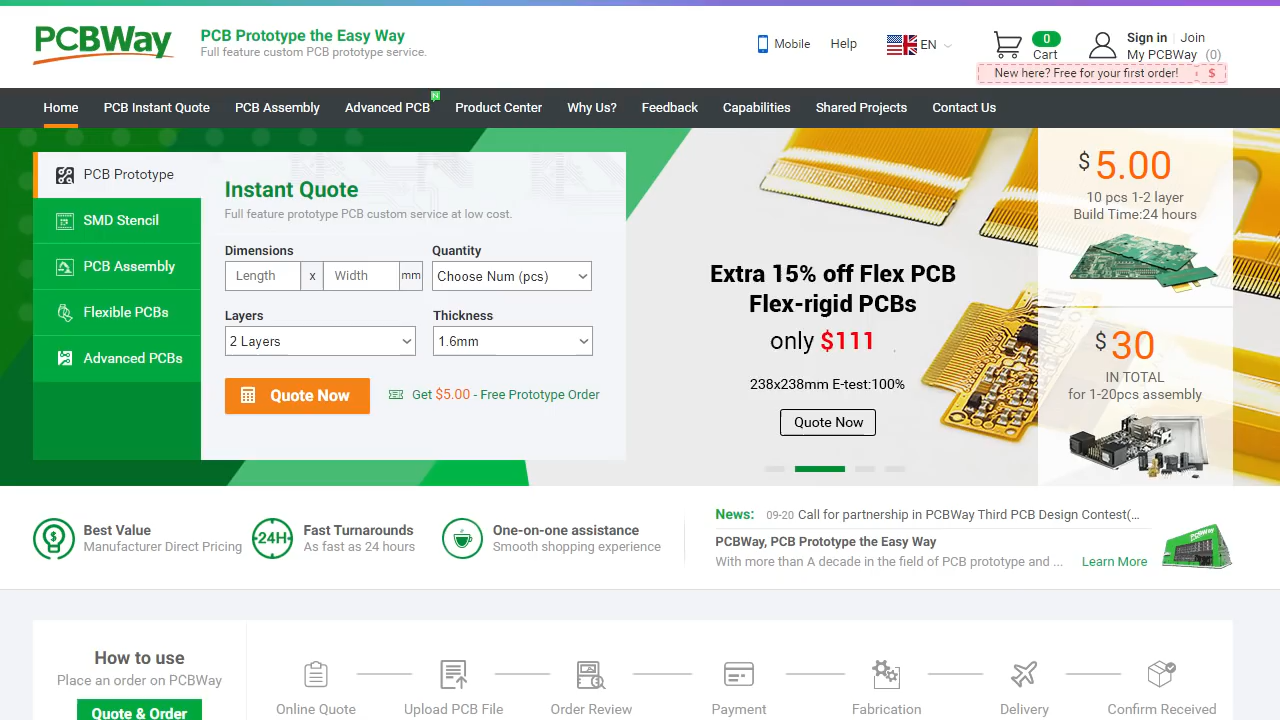 PCBWay
PCB Prototype the Easy Way
Full feature custom PCB prototype service.
Mobile
Help
EN
0
Cart
Sign in
Join
My PCBWay (0)
New here? Free for your first order! $
Home
PCB Instant Quote
PCB Assembly
Advanced PCB
N
Product Center
Why Us?
Feedback
Capabilities
Shared Projects
Contact Us
PCB Prototype
SMD Stencil
PCB Assembly
Flexible PCBs
Advanced PCBs
Instant Quote
Full feature prototype PCB custom service at low cost.
Dimensions
Quantity
Length x Width mm
Choose Num (pcs)
Layers
Thickness
2 Layers
1.6mm
Quote Now
Get $5.00 - Free Prototype Order
Extra 15% off Flex PCB
Flex-rigid PCBs
only $111
238x238mm E-test:100%
Quote Now
$ 5.00
10 pcs 1-2 layer
Build Time:24 hours
$ 30
IN TOTAL
for 1-20pcs assembly
$
Best Value
Manufacturer Direct Pricing
24H
Fast Turnarounds
As fast as 24 hours
One-on-one assistance
Smooth shopping experience
News: 09-20 Call for partnership in PCBWay Third PCB Design Contest(...
PCBWay, PCB Prototype the Easy Way
With more than A decade in the field of PCB prototype and ... Learn More
PCBWAY
How to use
Place an order on PCBWay
Quote & Order
Online Quote
Upload PCB File
Order Review
Payment
Fabrication
Delivery
Confirm Received